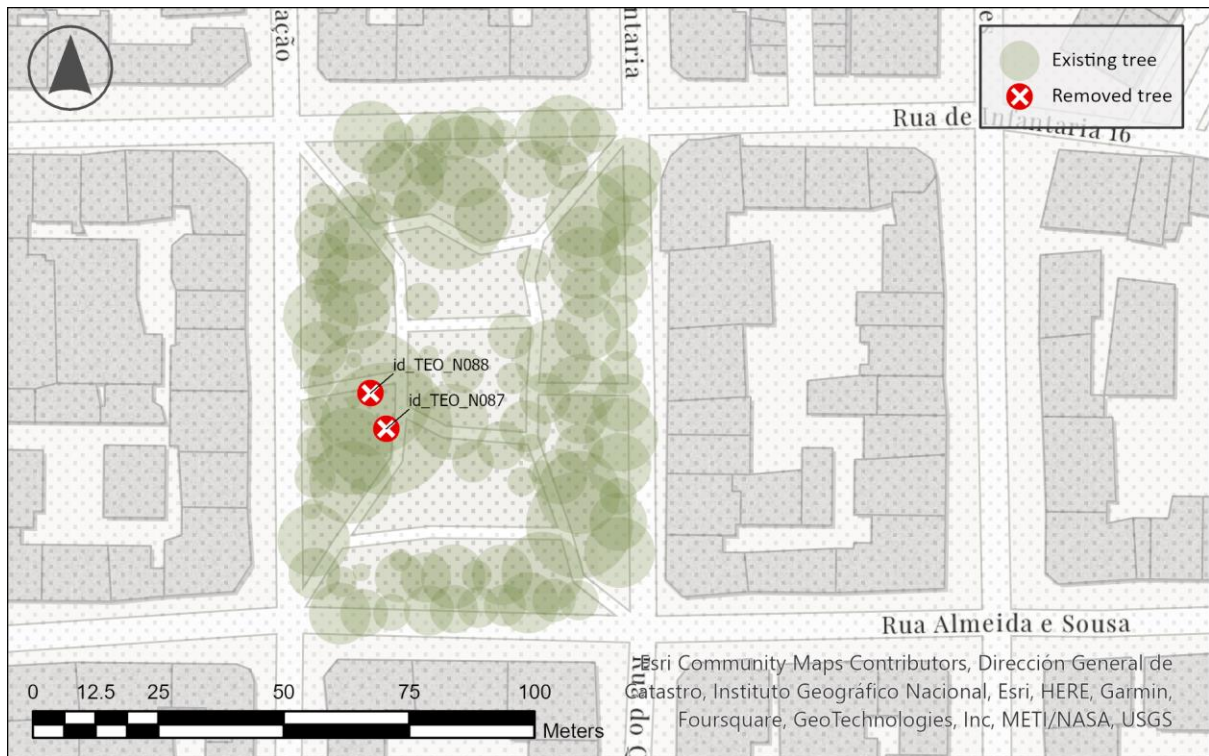 ação
ntaria
e
Existing tree
Removed tree
Rua de Infantaria 16
id_TEO_N088
id_TEO_N087
Rua Almeida e Sousa
Rua do Q
Esri Community Maps Contributors, Dirección General de
Catastro, Instituto Geográfico Nacional, Esri, HERE, Garmin,
Foursquare, GeoTechnologies, Inc, METI/NASA, USGS
0 12.5 25 50 75 100
Meters